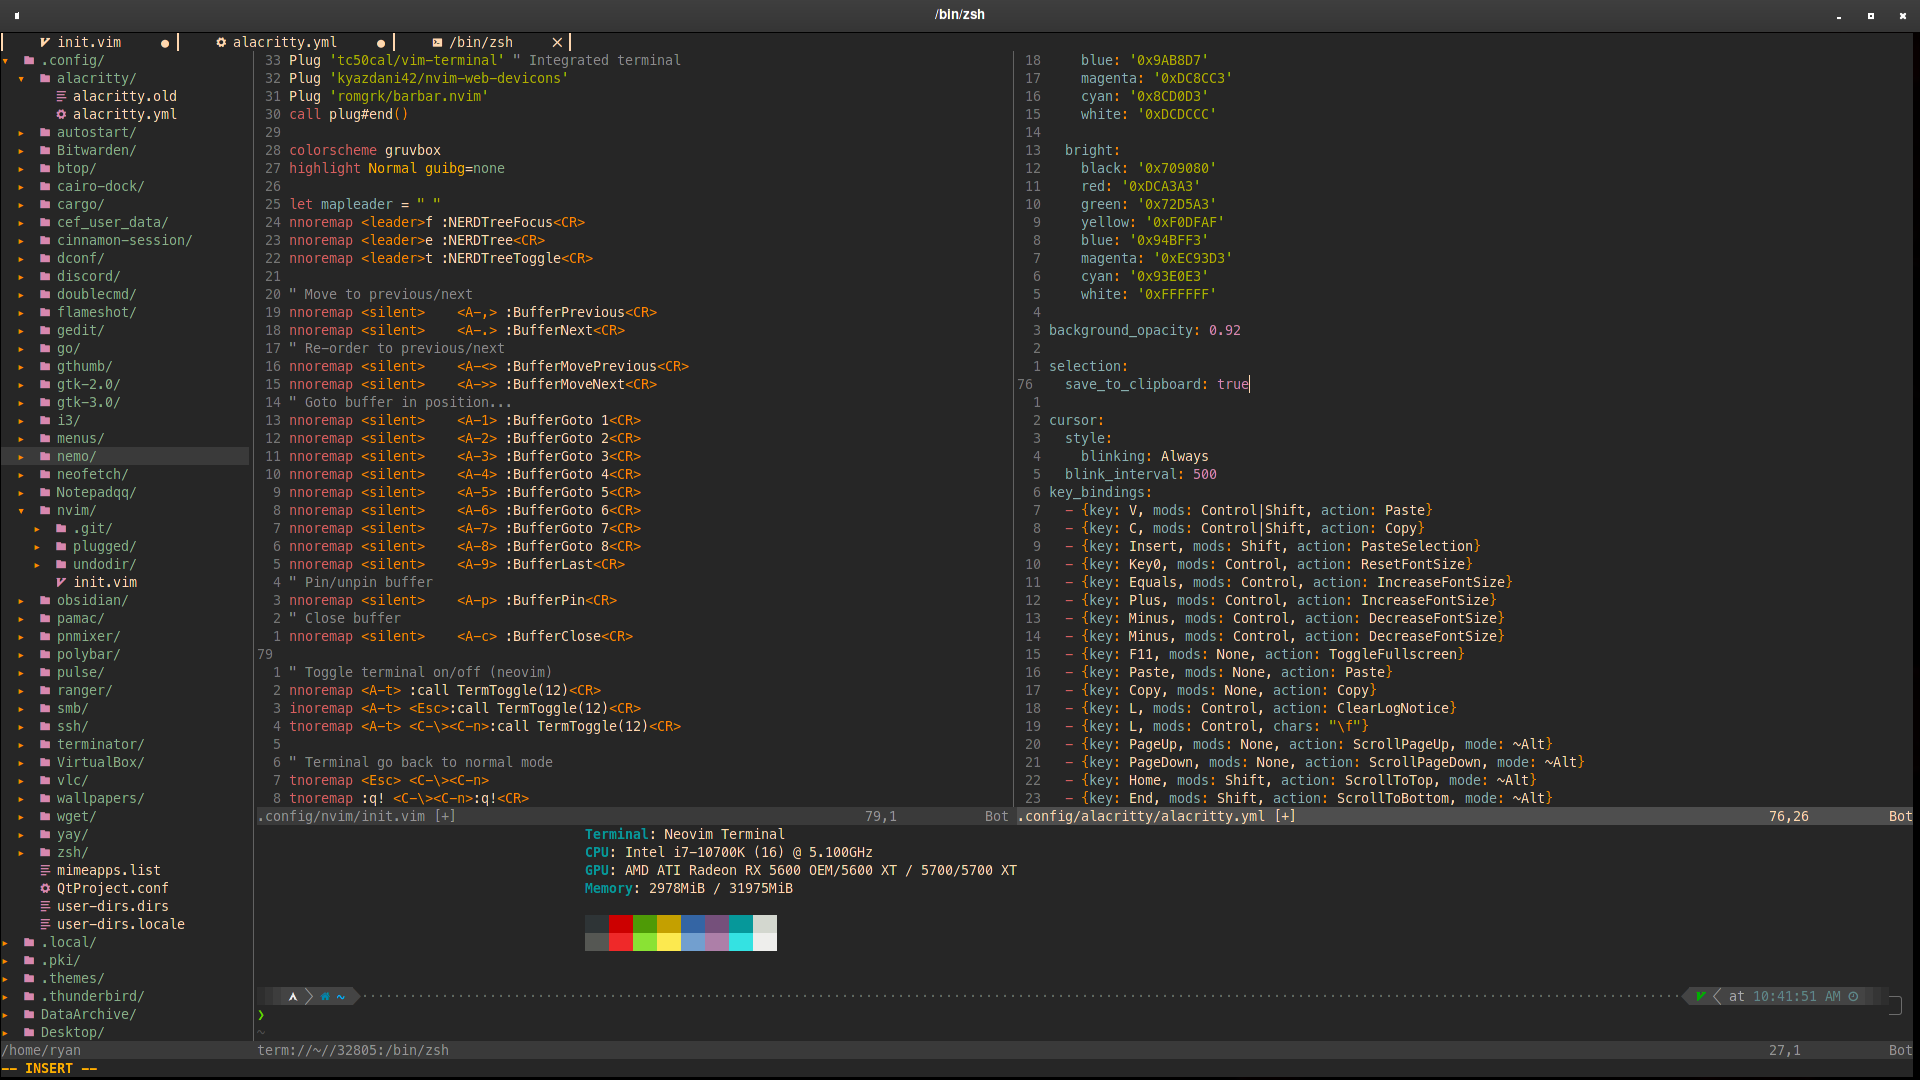 /bin/zsh
init.vim
alacritty.yml
/bin/zsh
.config/
alacritty/
alacritty.old
alacritty.yml
autostart/
Bitwarden/
btop/
cairo-dock/
cargo/
cef_user_data/
cinnamon-session/
dconf/
discord/
doublecmd/
flameshot/
gedit/
go/
gthumb/
gtk-2.0/
gtk-3.0/
i3/
menus/
nemo/
neofetch/
Notepadqq/
nvim/
.git/
plugged/
undodir/
init.vim
obsidian/
pamac/
pnmixer/
polybar/
pulse/
ranger/
smb/
ssh/
terminator/
VirtualBox/
vlc/
wallpapers/
wget/
yay/
zsh/
mimeapps.list
QtProject.conf
user-dirs.dirs
user-dirs.locale
.local/
.pki/
.themes/
.thunderbird/
DataArchive/
Desktop/
/home/ryan
33 Plug 'tc50cal/vim-terminal' " Integrated terminal
32 Plug 'kyazdani42/nvim-web-devicons'
31 Plug 'romgrk/barbar.nvim'
30 call plug#end()
29
28 colorscheme gruvbox
27 highlight Normal guibg=none
26
25 let mapleader = " "
24 nnoremap <leader>f :NERDTreeFocus<CR>
23 nnoremap <leader>e :NERDTree<CR>
22 nnoremap <leader>t :NERDTreeToggle<CR>
21
20 " Move to previous/next
19 nnoremap <silent>    <A-,> :BufferPrevious<CR>
18 nnoremap <silent>    <A-.> :BufferNext<CR>
17 " Re-order to previous/next
16 nnoremap <silent>    <A-<> :BufferMovePrevious<CR>
15 nnoremap <silent>    <A->> :BufferMoveNext<CR>
14 " Goto buffer in position...
13 nnoremap <silent>    <A-1> :BufferGoto 1<CR>
12 nnoremap <silent>    <A-2> :BufferGoto 2<CR>
11 nnoremap <silent>    <A-3> :BufferGoto 3<CR>
10 nnoremap <silent>    <A-4> :BufferGoto 4<CR>
9 nnoremap <silent>    <A-5> :BufferGoto 5<CR>
8 nnoremap <silent>    <A-6> :BufferGoto 6<CR>
7 nnoremap <silent>    <A-7> :BufferGoto 7<CR>
6 nnoremap <silent>    <A-8> :BufferGoto 8<CR>
5 nnoremap <silent>    <A-9> :BufferLast<CR>
4 " Pin/unpin buffer
3 nnoremap <silent>    <A-p> :BufferPin<CR>
2 " Close buffer
1 nnoremap <silent>    <A-c> :BufferClose<CR>
79
1 " Toggle terminal on/off (neovim)
2 nnoremap <A-t> :call TermToggle(12)<CR>
3 inoremap <A-t> <Esc>:call TermToggle(12)<CR>
4 tnoremap <A-t> <C-\><C-n>:call TermToggle(12)<CR>
5
6 " Terminal go back to normal mode
7 tnoremap <Esc> <C-\><C-n>
8 tnoremap :q! <C-\><C-n>:q!<CR>
.config/nvim/init.vim [+] 79,1 Bot
18     blue: '0x9AB8D7'
17     magenta: '0xDC8CC3'
16     cyan: '0x8CD0D3'
15     white: '0xDCDCCC'
14
13   bright:
12     black: '0x709080'
11     red: '0xDCA3A3'
10     green: '0x72D5A3'
9     yellow: '0xF0DFAF'
8     blue: '0x94BFF3'
7     magenta: '0xEC93D3'
6     cyan: '0x93E0E3'
5     white: '0xFFFFFF'
4
3 background_opacity: 0.92
2
1 selection:
76   save_to_clipboard: true
1
2 cursor:
3   style:
4     blinking: Always
5   blink_interval: 500
6 key_bindings:
7   - {key: V, mods: Control|Shift, action: Paste}
8   - {key: C, mods: Control|Shift, action: Copy}
9   - {key: Insert, mods: Shift, action: PasteSelection}
10   - {key: Key0, mods: Control, action: ResetFontSize}
11   - {key: Equals, mods: Control, action: IncreaseFontSize}
12   - {key: Plus, mods: Control, action: IncreaseFontSize}
13   - {key: Minus, mods: Control, action: DecreaseFontSize}
14   - {key: Minus, mods: Control, action: DecreaseFontSize}
15   - {key: F11, mods: None, action: ToggleFullscreen}
16   - {key: Paste, mods: None, action: Paste}
17   - {key: Copy, mods: None, action: Copy}
18   - {key: L, mods: Control, action: ClearLogNotice}
19   - {key: L, mods: Control, chars: "\f"}
20   - {key: PageUp, mods: None, action: ScrollPageUp, mode: ~Alt}
21   - {key: PageDown, mods: None, action: ScrollPageDown, mode: ~Alt}
22   - {key: Home, mods: Shift, action: ScrollToTop, mode: ~Alt}
23   - {key: End, mods: Shift, action: ScrollToBottom, mode: ~Alt}
.config/alacritty/alacritty.yml [+] 76,26 Bot
Terminal: Neovim Terminal
CPU: Intel i7-10700K (16) @ 5.100GHz
GPU: AMD ATI Radeon RX 5600 OEM/5600 XT / 5700/5700 XT
Memory: 2978MiB / 31975MiB
~ at 10:41:51 AM
❯
~
term://~//32805:/bin/zsh 27,1 Bot
-- INSERT --